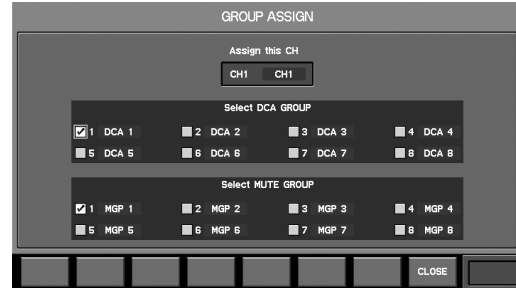 GROUP ASSIGN
Assign this CH
CH1 CH1
Select DCA GROUP
1 DCA 1 2 DCA 2 3 DCA 3 4 DCA 4
5 DCA 5 6 DCA 6 7 DCA 7 8 DCA 8
Select MUTE GROUP
1 MGP 1 2 MGP 2 3 MGP 3 4 MGP 4
5 MGP 5 6 MGP 6 7 MGP 7 8 MGP 8
CLOSE